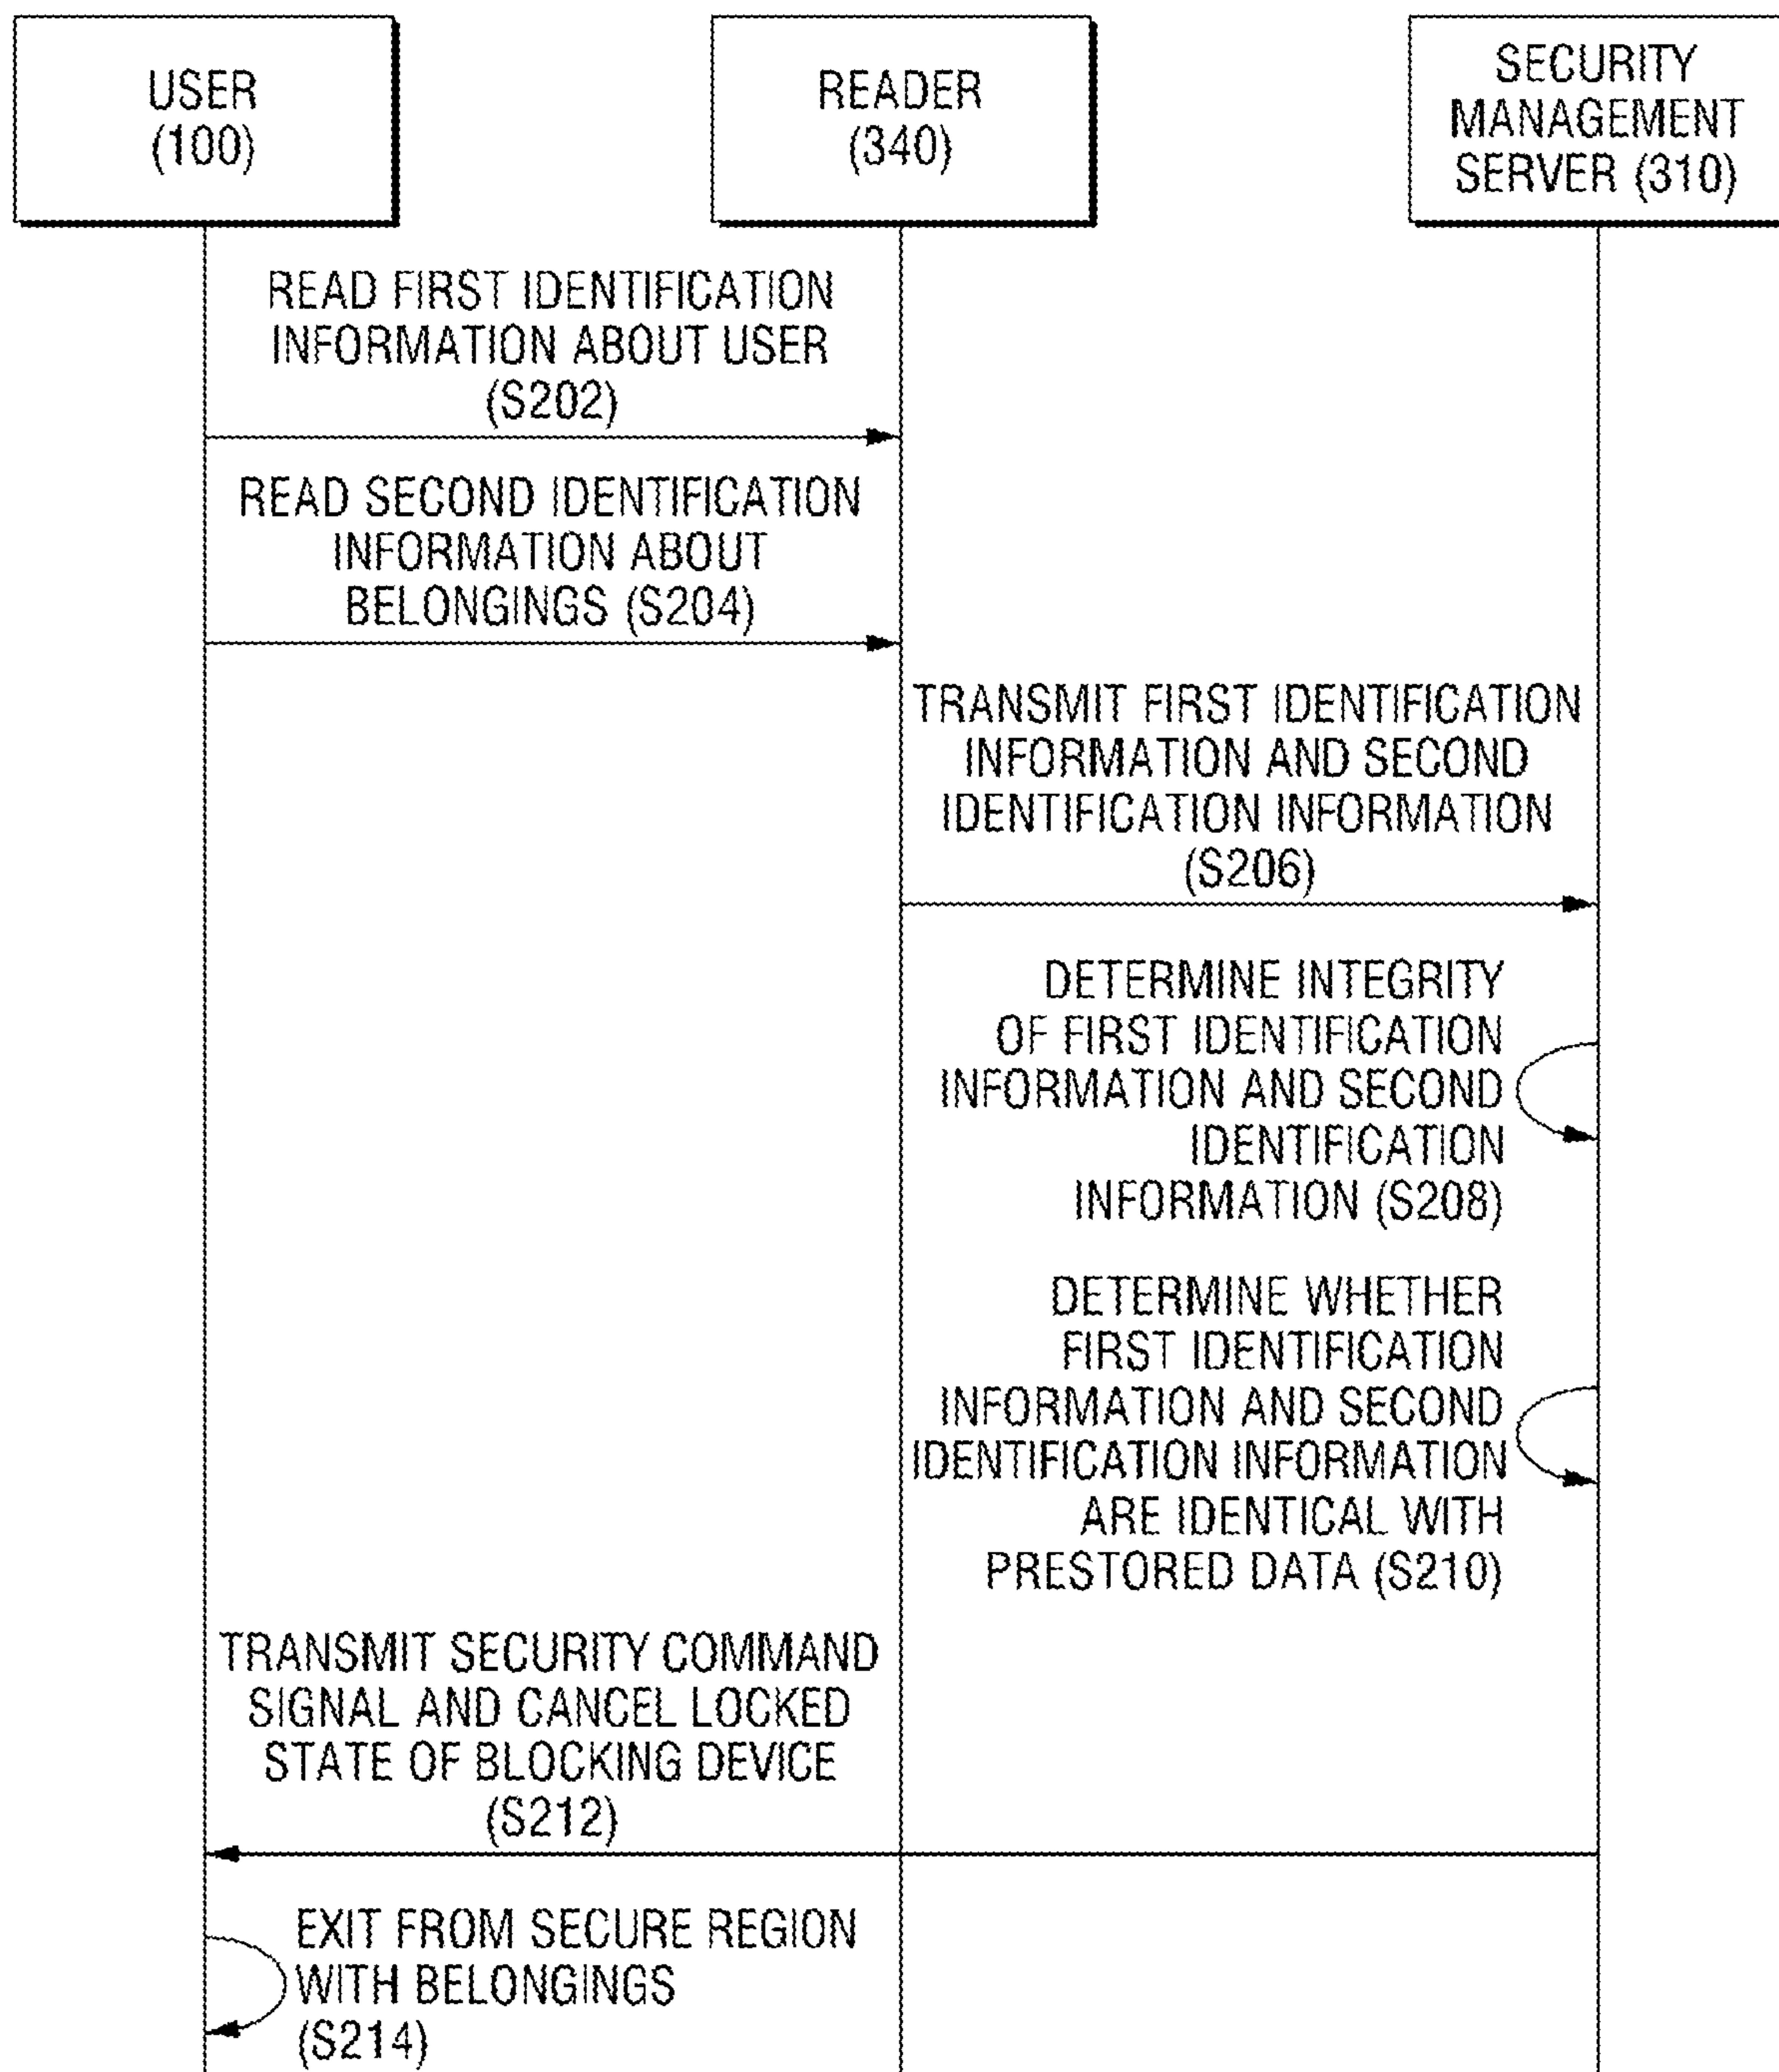 USER
(100)
READER
(340)
SECURITY
MANAGEMENT
SERVER (310)
READ FIRST IDENTIFICATION
INFORMATION ABOUT USER
(S202)
READ SECOND IDENTIFICATION
INFORMATION ABOUT
BELONGINGS (S204)
TRANSMIT FIRST IDENTIFICATION
INFORMATION AND SECOND
IDENTIFICATION INFORMATION
(S206)
DETERMINE INTEGRITY
OF FIRST IDENTIFICATION
INFORMATION AND SECOND
IDENTIFICATION
INFORMATION (S208)
DETERMINE WHETHER
FIRST IDENTIFICATION
INFORMATION AND SECOND
IDENTIFICATION INFORMATION
ARE IDENTICAL WITH
PRESTORED DATA (S210)
TRANSMIT SECURITY COMMAND
SIGNAL AND CANCEL LOCKED
STATE OF BLOCKING DEVICE
(S212)
EXIT FROM SECURE REGION
WITH BELONGINGS
(S214)